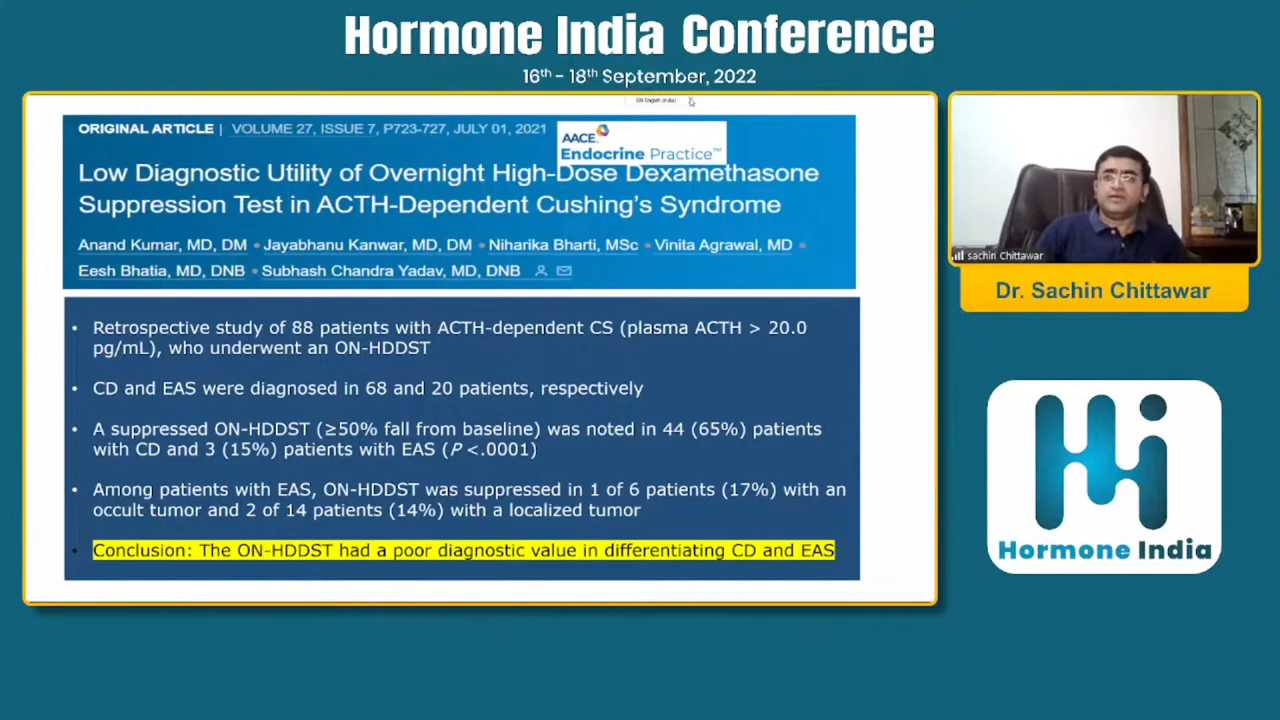 Hormone India Conference
16th - 18th September, 2022
EN English (India)
ORIGINAL ARTICLE | VOLUME 27, ISSUE 7, P723-727, JULY 01, 2021
AACE
Endocrine Practice™
Low Diagnostic Utility of Overnight High-Dose Dexamethasone
Suppression Test in ACTH-Dependent Cushing's Syndrome
Anand Kumar, MD, DM • Jayabhanu Kanwar, MD, DM • Niharika Bharti, MSc • Vinita Agrawal, MD •
Eesh Bhatia, MD, DNB • Subhash Chandra Yadav, MD, DNB
• Retrospective study of 88 patients with ACTH-dependent CS (plasma ACTH > 20.0
pg/mL), who underwent an ON-HDDST
• CD and EAS were diagnosed in 68 and 20 patients, respectively
• A suppressed ON-HDDST (≥50% fall from baseline) was noted in 44 (65%) patients
with CD and 3 (15%) patients with EAS (P <.0001)
• Among patients with EAS, ON-HDDST was suppressed in 1 of 6 patients (17%) with an
occult tumor and 2 of 14 patients (14%) with a localized tumor
• Conclusion: The ON-HDDST had a poor diagnostic value in differentiating CD and EAS
sachin Chittawar
Dr. Sachin Chittawar
Hormone India